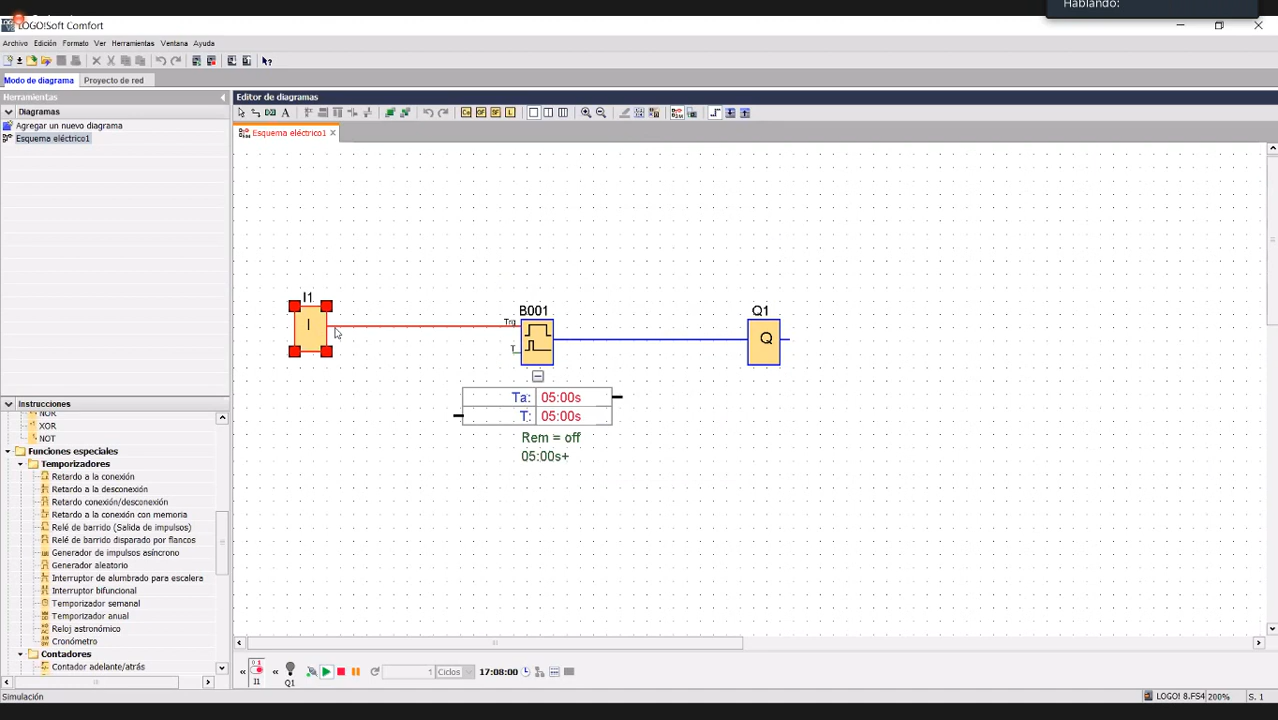 Hablando:
LOGO!Soft Comfort
Archivo Edición Formato Ver Herramientas Ventana Ayuda
Modo de diagrama Proyecto de red
Herramientas
Editor de diagramas
Diagramas
Agregar un nuevo diagrama
Esquema eléctrico1
Esquema eléctrico1
A
Co GF SF L
I1
I
B001
Trg
T
Q1
Q
Ta: 05:00s
T: 05:00s
Rem = off
05:00s+
Instrucciones
NOR
XOR
NOT
Funciones especiales
Temporizadores
Retardo a la conexión
Retardo a la desconexión
Retardo conexión/desconexión
Retardo a la conexión con memoria
Relé de barrido (Salida de impulsos)
Relé de barrido disparado por flancos
Generador de impulsos asíncrono
Generador aleatorio
Interruptor de alumbrado para escalera
Interruptor bifuncional
Temporizador semanal
Temporizador anual
Reloj astronómico
Cronómetro
Contadores
Contador adelante/atrás
I1
Q1
1 Ciclos 17:08:00
Simulación
LOGO! 8.FS4 200% S. 1